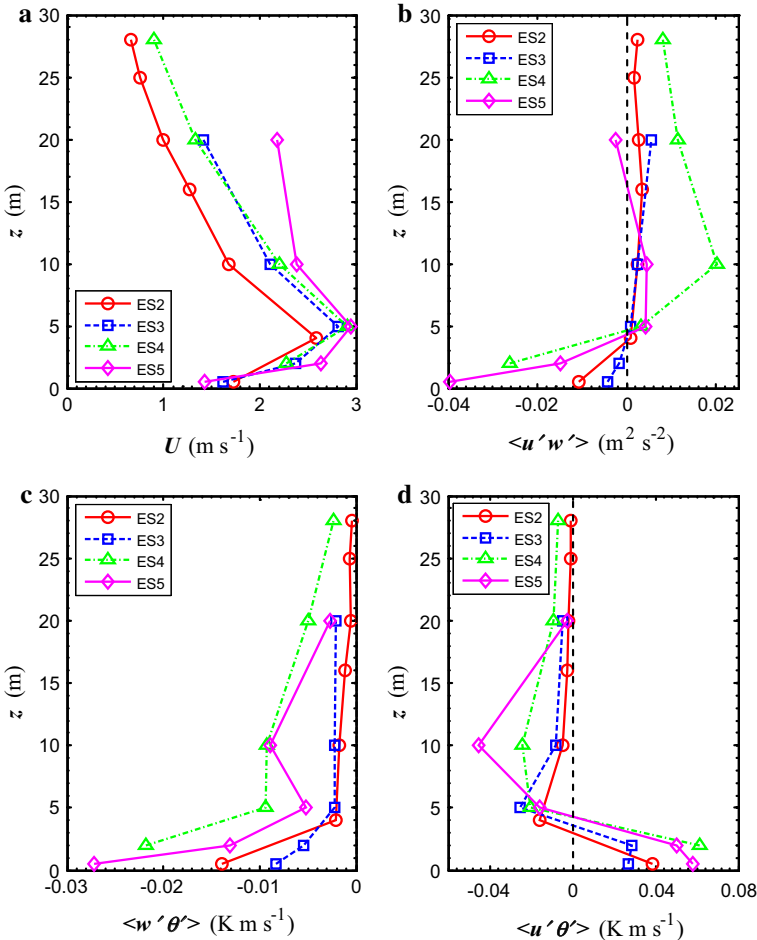 a
30
25
20
15
10
5
0
z (m)
ES2
ES3
ES4
ES5
0 1 2 3
U (m s⁻¹)
b
30
25
20
15
10
5
0
z (m)
ES2
ES3
ES4
ES5
-0.04 -0.02 0 0.02
<u′w′> (m² s⁻²)
c
30
25
20
15
10
5
0
z (m)
ES2
ES3
ES4
ES5
-0.03 -0.02 -0.01 0
<w′θ′> (K m s⁻¹)
d
30
25
20
15
10
5
0
z (m)
ES2
ES3
ES4
ES5
-0.04 0 0.04 0.08
<u′θ′> (K m s⁻¹)